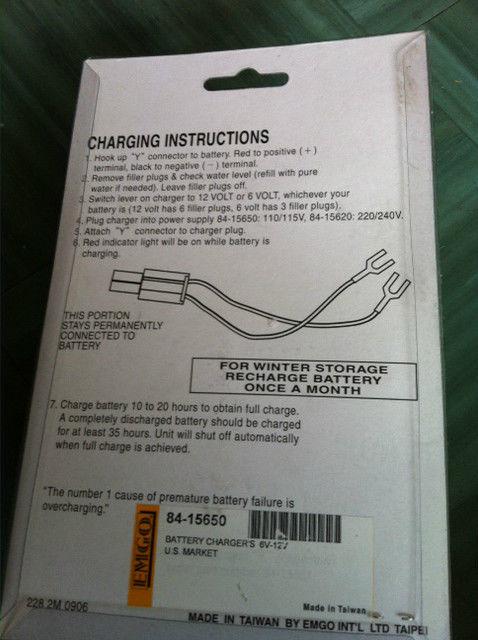 CHARGING INSTRUCTIONS
1. Hook up "Y" connector to battery. Red to positive (+)
terminal, black to negative (−) terminal.
2. Remove filler plugs & check water level (refill with pure
water if needed). Leave filler plugs off.
3. Switch lever on charger to 12 VOLT or 6 VOLT, whichever your
battery is (12 volt has 6 filler plugs, 6 volt has 3 filler plugs).
4. Plug charger into power supply 84-15650: 110/115V, 84-15620: 220/240V.
5. Attach "Y" connector to charger plug.
6. Red indicator light will be on while battery is
charging.
THIS PORTION
STAYS PERMANENTLY
CONNECTED TO
BATTERY
FOR WINTER STORAGE
RECHARGE BATTERY
ONCE A MONTH
7. Charge battery 10 to 20 hours to obtain full charge.
A completely discharged battery should be charged
for at least 35 hours. Unit will shut off automatically
when full charge is achieved.
"The number 1 cause of premature battery failure is
overcharging."
EMGO
84-15650
BATTERY CHARGER'S 6V-12V
U.S. MARKET
Made in Taiwan
228.2M 0906
MADE IN TAIWAN BY EMGO INT'L LTD TAIPEI